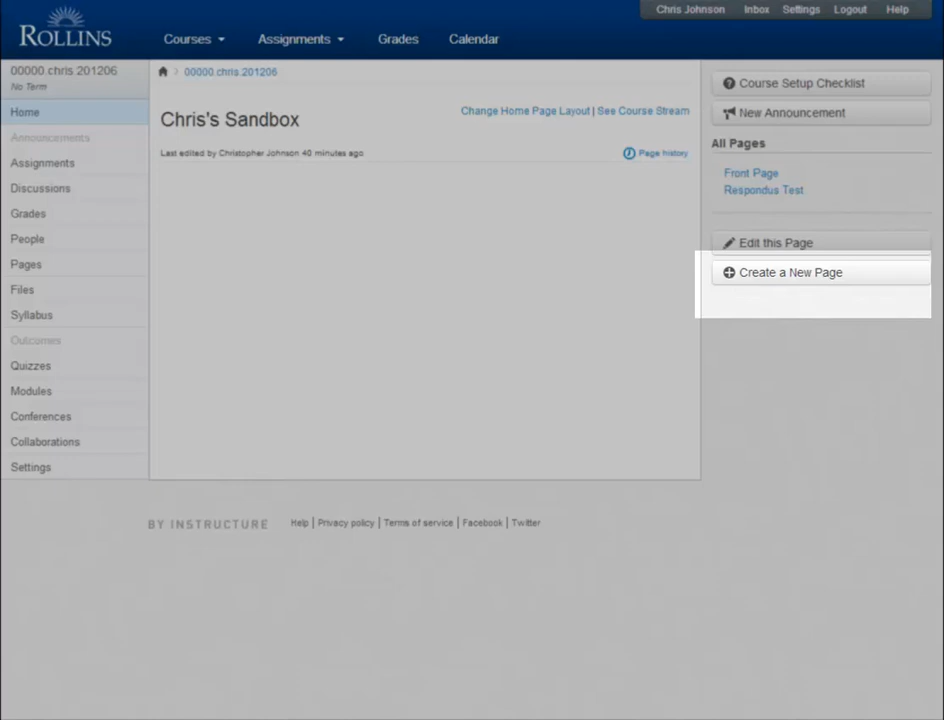 Chris Johnson Inbox Settings Logout Help
ROLLINS
Courses Assignments Grades Calendar
00000.chris.201206
No Term
Home
Announcements
Assignments
Discussions
Grades
People
Pages
Files
Syllabus
Outcomes
Quizzes
Modules
Conferences
Collaborations
Settings
00000.chris.201206
Chris's Sandbox
Change Home Page Layout | See Course Stream
Last edited by Christopher Johnson 40 minutes ago
Page history
Course Setup Checklist
New Announcement
All Pages
Front Page
Respondus Test
Edit this Page
Create a New Page
BY INSTRUCTURE
Help | Privacy policy | Terms of service | Facebook | Twitter